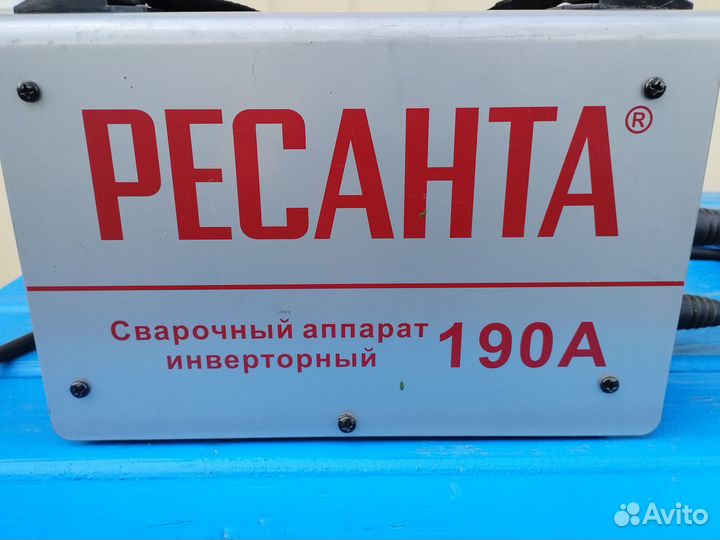 РЕСАНТА®
Сварочный аппарат
инверторный
190А
Avito